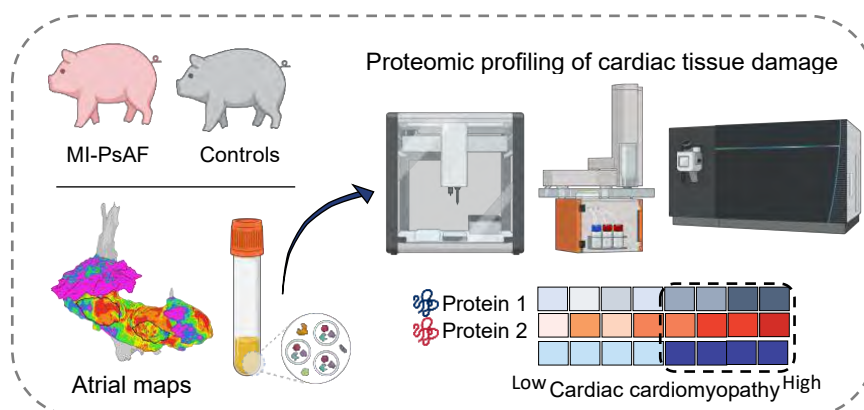 Proteomic profiling of cardiac tissue damage
MI-PsAF
Controls
Atrial maps
Protein 1
Protein 2
Low Cardiac cardiomyopathy High